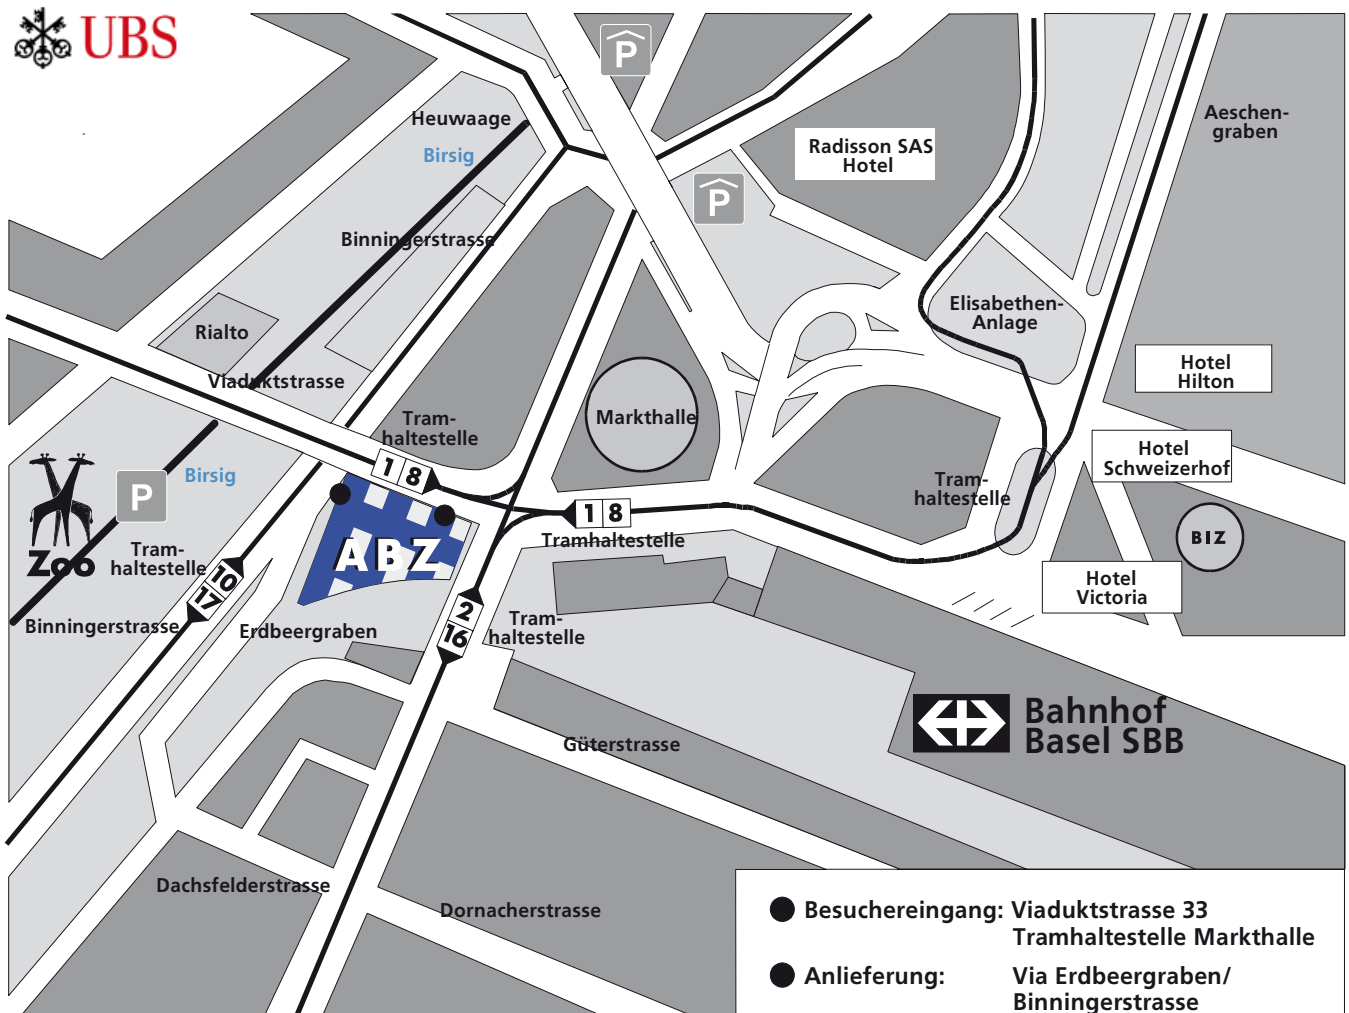 UBS
P
Heuwaage
Birsig
Aeschen-
graben
Radisson SAS
Hotel
P
Binningerstrasse
Elisabethen-
Anlage
Rialto
Viaduktstrasse
Hotel
Hilton
Tram-
haltestelle
Markthalle
Hotel
Schweizerhof
1 8
Birsig
P
Tram-
haltestelle
1 8
Tramhaltestelle
BIZ
ABZ
Zoo
Tram-
haltestelle
10
17
Hotel
Victoria
2
16
Tram-
haltestelle
Binningerstrasse
Erdbeergraben
Bahnhof
Basel SBB
Güterstrasse
Dachsfelderstrasse
Dornacherstrasse
Besuchereingang: Viaduktstrasse 33
Tramhaltestelle Markthalle
Anlieferung: Via Erdbeergraben/
Binningerstrasse